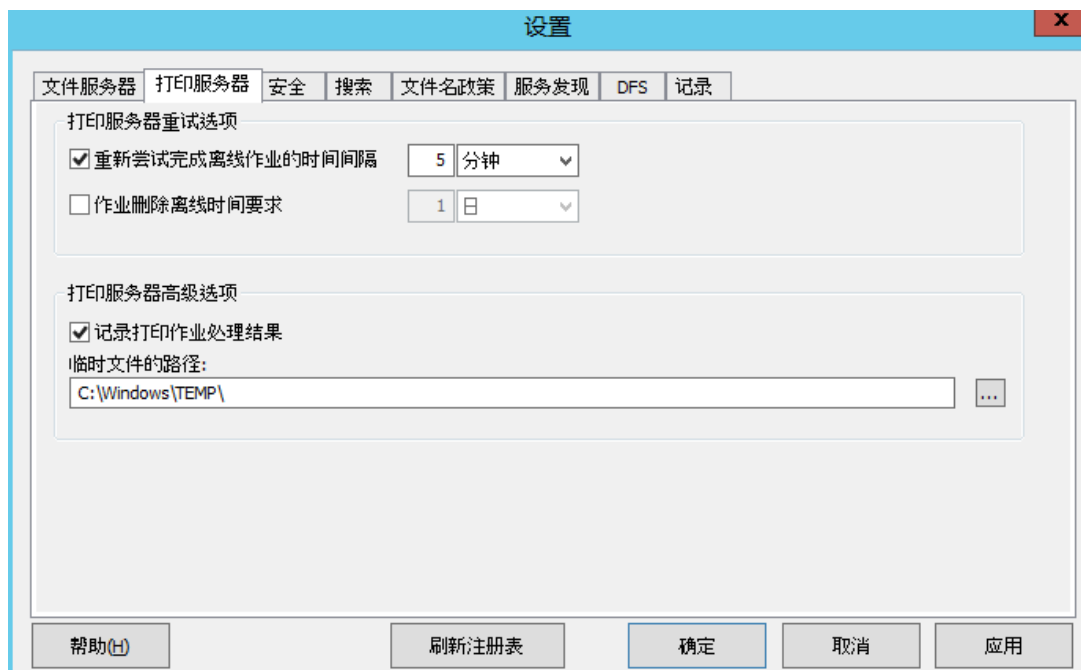 设置
x
文件服务器 打印服务器 安全 搜索 文件名政策 服务发现 DFS 记录
打印服务器重试选项
重新尝试完成离线作业的时间间隔 5 分钟
作业删除离线时间要求 1 日
打印服务器高级选项
记录打印作业处理结果
临时文件的路径:
C:\Windows\TEMP\ ...
帮助(H) 刷新注册表 确定 取消 应用